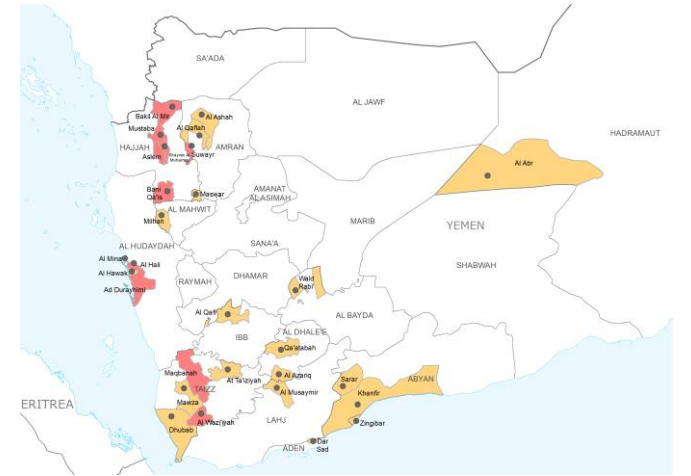 SA'ADA
AL JAWF
HADRAMAUT
Bakil Al Mir
Al Ashah
Mustaba
Al Qaflah
HAJJAH
Aslem
Suwayr
AMRAN
Al Abr
Bani
Qa'is
Maswar
AMANAT
AL ASIMAH
AL MAHWIT
Milhan
MARIB
YEMEN
AL HUDAYDAH
SANA'A
Al Mina
Al Hali
Al Hawak
SHABWAH
Ad Durayhimi
RAYMAH
DHAMAR
Wald
Rabi'
Al Qafr
AL BAYDA
IBB
AL DHALE'E
Qa'atabah
Maqbanah
At Ta'iziyah
Al Azariq
Sarar
ABYAN
TAIZZ
Mawza
Al Musaymir
Khanfir
ERITREA
Dhubab
Al Wazi'iyah
LAHJ
Zingibar
ADEN
Dar
Sad